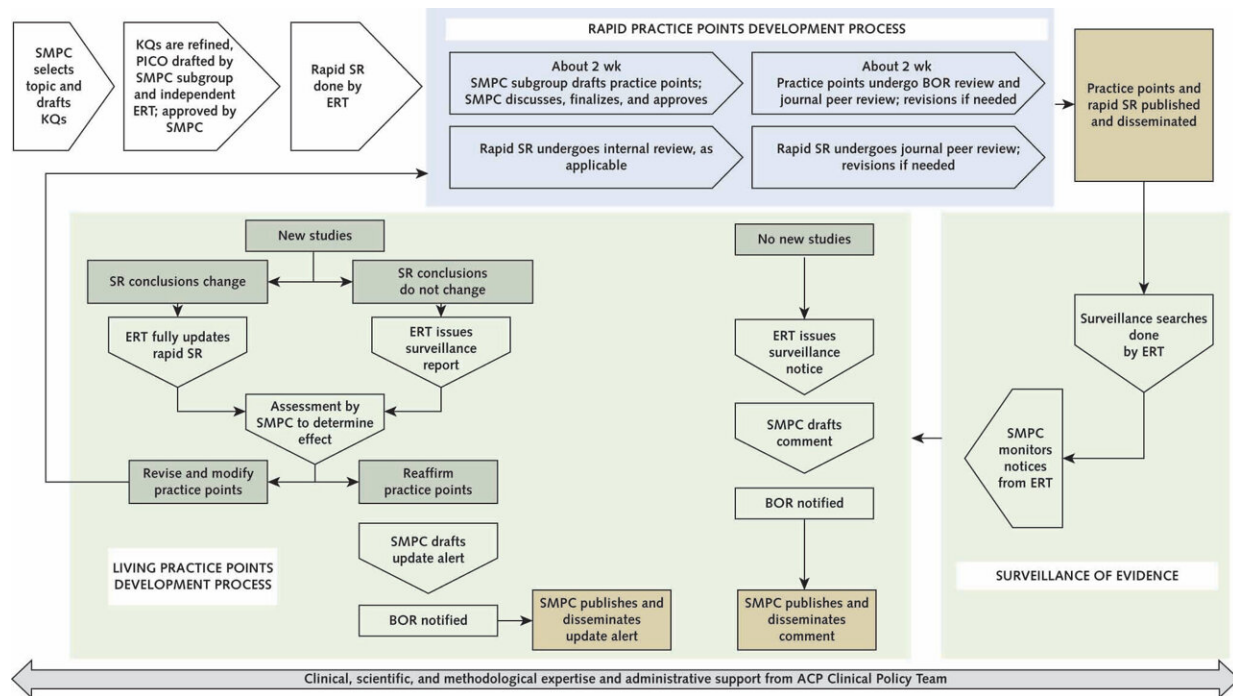 SMPC
selects
topic and
drafts
KQs
KQs are refined,
PICO drafted by
SMPC subgroup
and independent
ERT; approved by
SMPC
Rapid SR
done by
ERT
RAPID PRACTICE POINTS DEVELOPMENT PROCESS
About 2 wk
SMPC subgroup drafts practice points;
SMPC discusses, finalizes, and approves
About 2 wk
Practice points undergo BOR review and
journal peer review; revisions if needed
Rapid SR undergoes internal review, as
applicable
Rapid SR undergoes journal peer review;
revisions if needed
Practice points and
rapid SR published
and disseminated
New studies
SR conclusions change
SR conclusions
do not change
ERT fully updates
rapid SR
ERT issues
surveillance
report
Assessment by
SMPC to determine
effect
Revise and modify
practice points
Reaffirm
practice points
SMPC drafts
update alert
LIVING PRACTICE POINTS
DEVELOPMENT PROCESS
BOR notified
SMPC publishes and
disseminates
update alert
No new studies
ERT issues
surveillance
notice
SMPC drafts
comment
BOR notified
SMPC publishes and
disseminates
comment
Surveillance searches
done
by ERT
SMPC
monitors
notices
from ERT
SURVEILLANCE OF EVIDENCE
Clinical, scientific, and methodological expertise and administrative support from ACP Clinical Policy Team